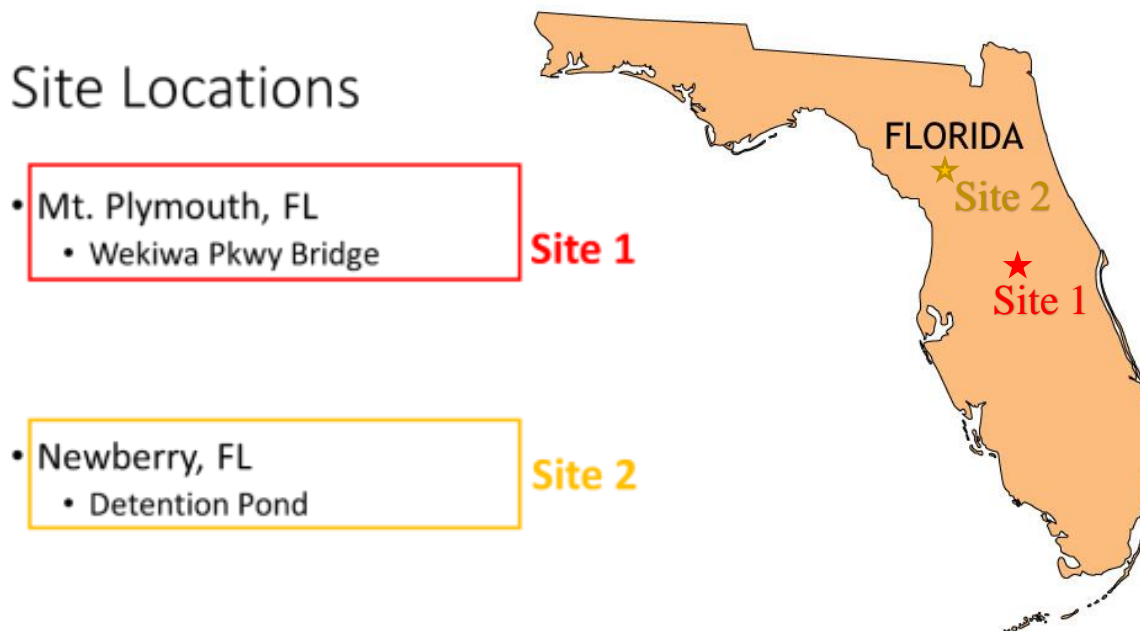 Site Locations
• Mt. Plymouth, FL
• Wekiwa Pkwy Bridge
Site 1
• Newberry, FL
• Detention Pond
Site 2
FLORIDA
Site 2
Site 1